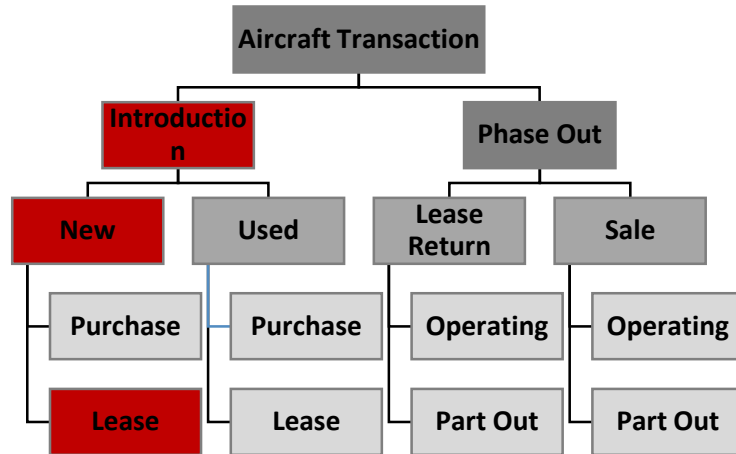 Aircraft Transaction
Introductio
n
Phase Out
New
Used
Lease
Return
Sale
Purchase
Purchase
Operating
Operating
Lease
Lease
Part Out
Part Out